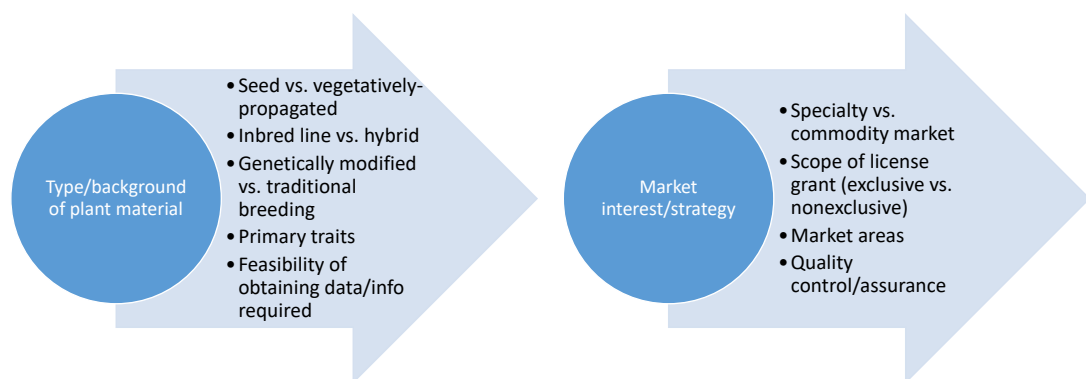 Type/background
of plant material
•Seed vs. vegetatively-
propagated
•Inbred line vs. hybrid
•Genetically modified
vs. traditional
breeding
•Primary traits
•Feasibility of
obtaining data/info
required
Market
interest/strategy
•Specialty vs.
commodity market
•Scope of license
grant (exclusive vs.
nonexclusive)
•Market areas
•Quality
control/assurance